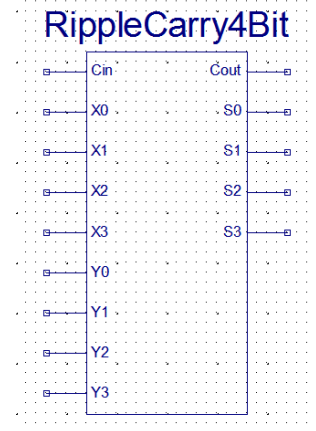 RippleCarry4Bit
Cin Cout
X0 S0
X1 S1
X2 S2
X3 S3
Y0
Y1
Y2
Y3